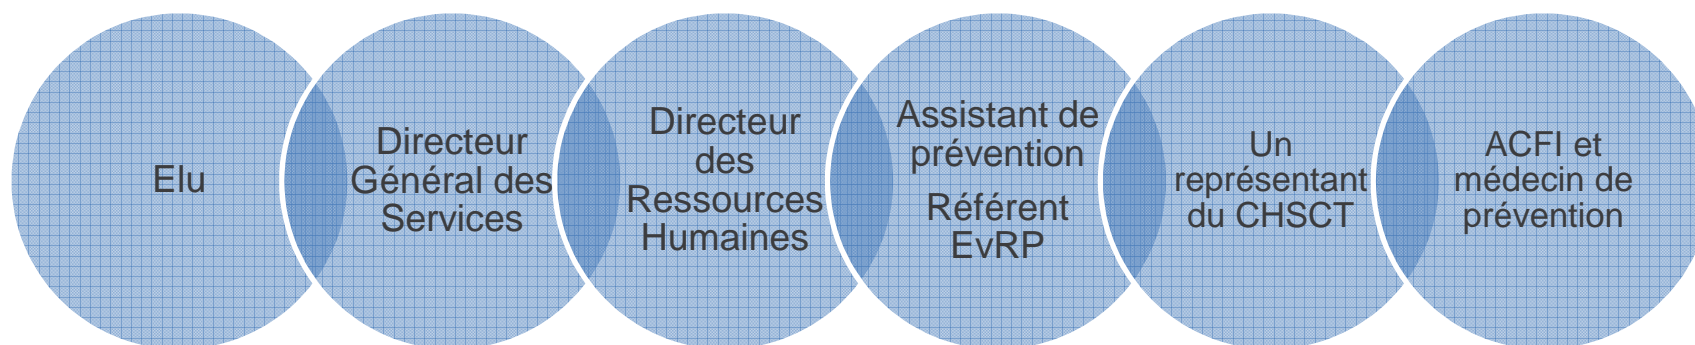 Elu
Directeur
Général des
Services
Directeur
des
Ressources
Humaines
Assistant de
prévention
Référent
EvRP
Un
représentant
du CHSCT
ACFI et
médecin de
prévention